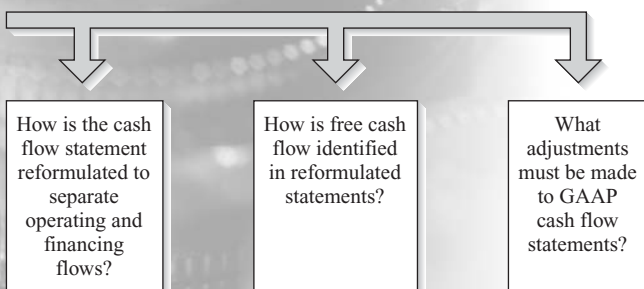 How is the cash
flow statement
reformulated to
separate
operating and
financing
flows?
How is free cash
flow identified
in reformulated
statements?
What
adjustments
must be made
to GAAP
cash flow
statements?